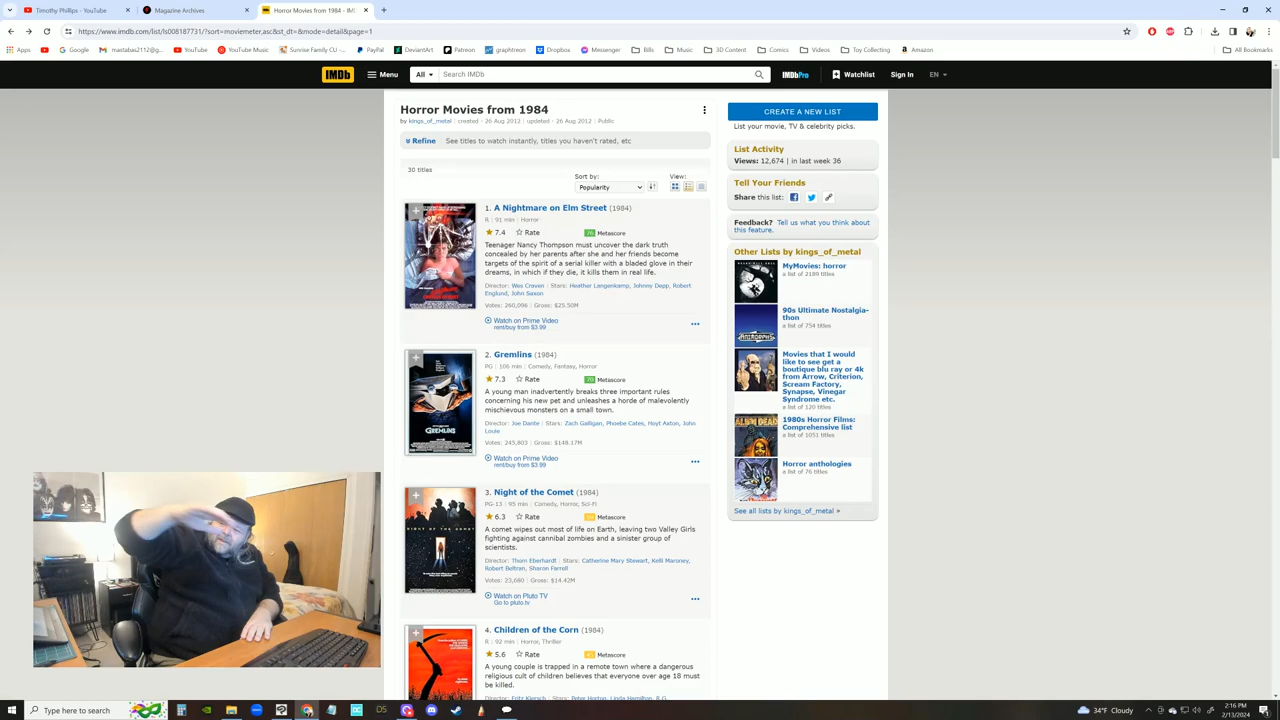 Timothy Phillips - YouTube
Magazine Archives
Horror Movies from 1984 - IM
https://www.imdb.com/list/ls008187731/?sort=moviemeter,asc&st_dt=&mode=detail&page=1
Apps
Google
mastabas2112@g...
YouTube
YouTube Music
Sunrise Family CU -...
PayPal
DeviantArt
Patreon
graphtreon
Dropbox
Messenger
Bills
Music
3D Content
Comics
Videos
Toy Collecting
Amazon
All Bookmarks
IMDb
Menu
All
Search IMDb
IMDbPro
Watchlist
Sign In
EN
Horror Movies from 1984
by kings_of_metal | created - 26 Aug 2012 | updated - 26 Aug 2012 | Public
Refine See titles to watch instantly, titles you haven't rated, etc
30 titles
Sort by:
Popularity
View:
1. A Nightmare on Elm Street (1984)
R | 91 min | Horror
7.4 Rate 76 Metascore
Teenager Nancy Thompson must uncover the dark truth
concealed by her parents after she and her friends become
targets of the spirit of a serial killer with a bladed glove in their
dreams, in which if they die, it kills them in real life.
Director: Wes Craven | Stars: Heather Langenkamp, Johnny Depp, Robert
Englund, John Saxon
Votes: 260,096 | Gross: $25.50M
Watch on Prime Video
rent/buy from $3.99
2. Gremlins (1984)
PG | 106 min | Comedy, Fantasy, Horror
7.3 Rate 70 Metascore
A young man inadvertently breaks three important rules
concerning his new pet and unleashes a horde of malevolently
mischievous monsters on a small town.
Director: Joe Dante | Stars: Zach Galligan, Phoebe Cates, Hoyt Axton, John
Louie
Votes: 245,803 | Gross: $148.17M
Watch on Prime Video
rent/buy from $3.99
GREMLINS
3. Night of the Comet (1984)
PG-13 | 95 min | Comedy, Horror, Sci-Fi
6.3 Rate Metascore
A comet wipes out most of life on Earth, leaving two Valley Girls
fighting against cannibal zombies and a sinister group of
scientists.
Director: Thom Eberhardt | Stars: Catherine Mary Stewart, Kelli Maroney,
Robert Beltran, Sharon Farrell
Votes: 23,680 | Gross: $14.42M
Watch on Pluto TV
Go to pluto.tv
NIGHT OF THE COMET
4. Children of the Corn (1984)
R | 92 min | Horror, Thriller
5.6 Rate Metascore
A young couple is trapped in a remote town where a dangerous
religious cult of children believes that everyone over age 18 must
be killed.
Director: Fritz Kiersch | Stars: Peter Horton, Linda Hamilton, R.G.
CREATE A NEW LIST
List your movie, TV & celebrity picks.
List Activity
Views: 12,674 | in last week 36
Tell Your Friends
Share this list:
Feedback? Tell us what you think about
this feature.
Other Lists by kings_of_metal
MyMovies: horror
a list of 2189 titles
90s Ultimate Nostalgia-
thon
a list of 754 titles
Movies that I would
like to see get a
boutique blu ray or 4k
from Arrow, Criterion,
Scream Factory,
Synapse, Vinegar
Syndrome etc.
a list of 120 titles
1980s Horror Films:
Comprehensive list
a list of 1051 titles
Horror anthologies
a list of 76 titles
See all lists by kings_of_metal »
Type here to search
34°F Cloudy
2:16 PM
2/13/2024